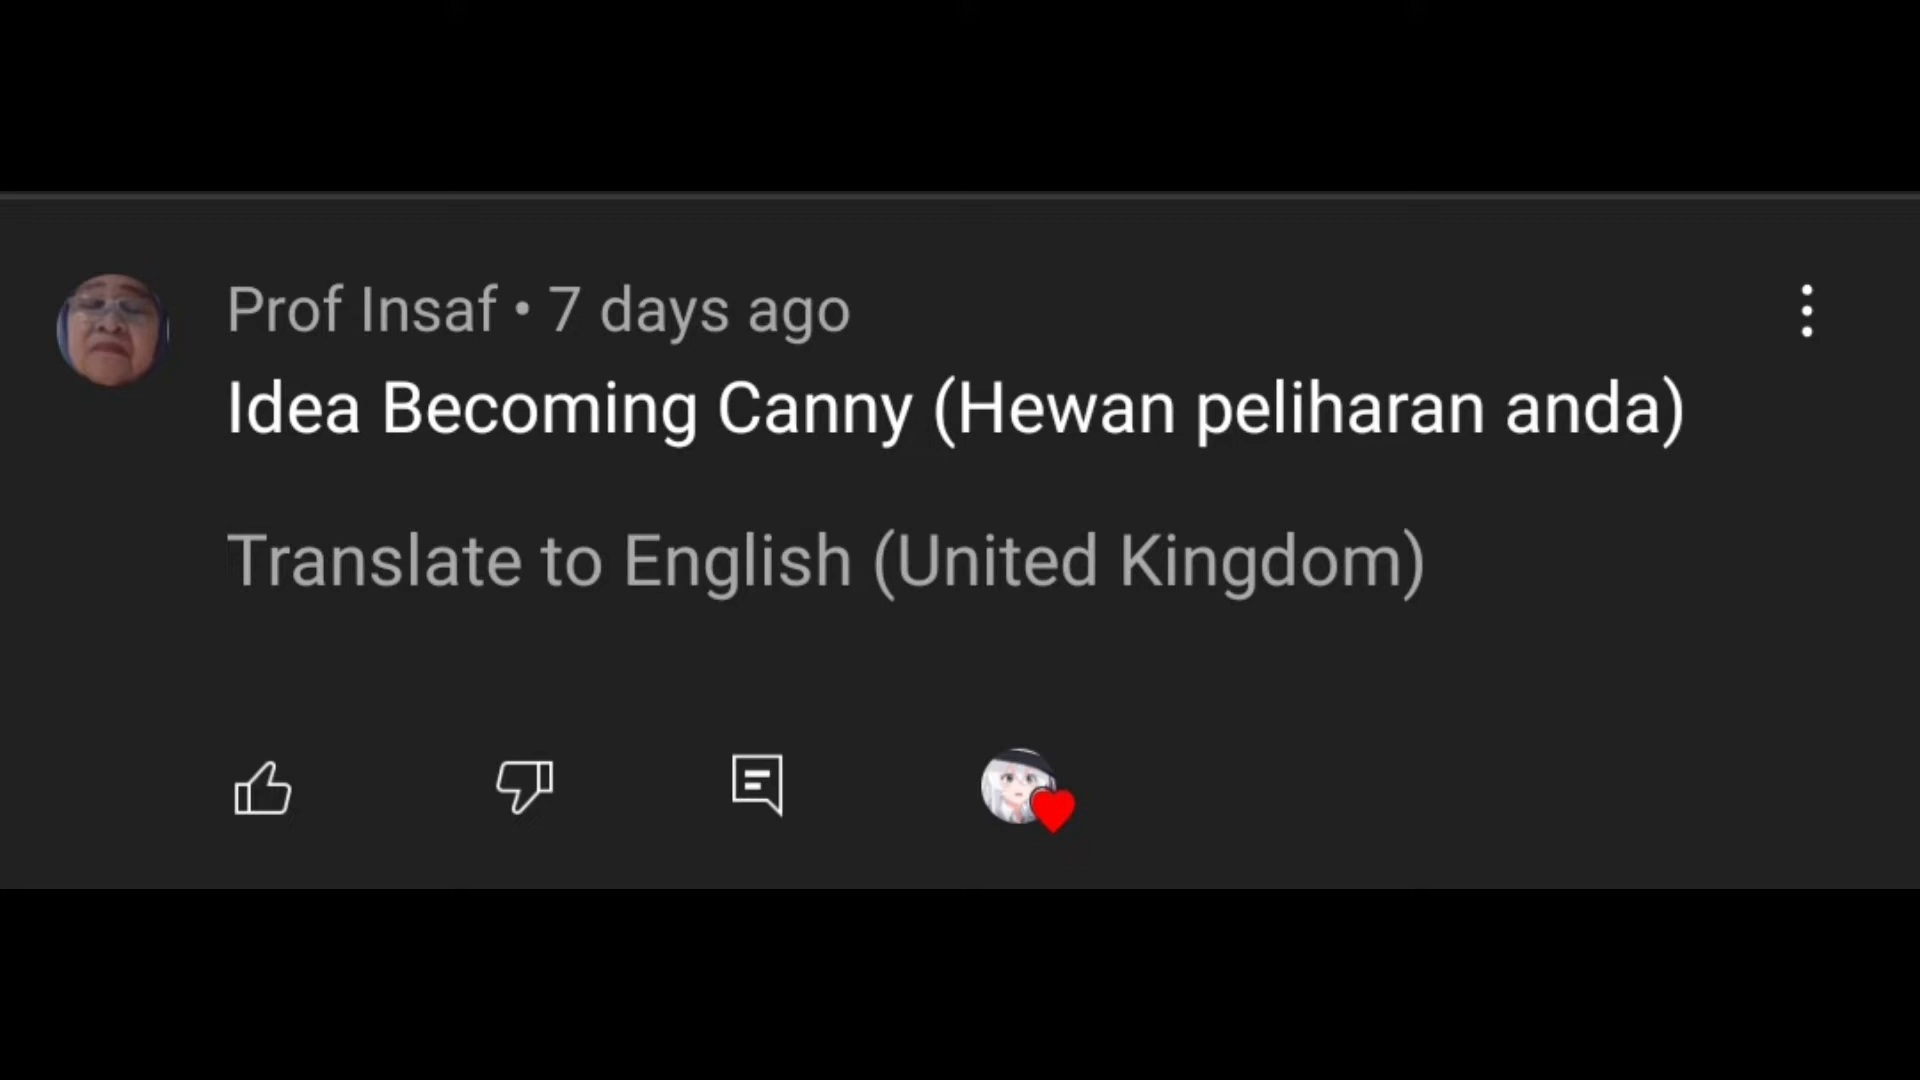 Prof Insaf • 7 days ago
Idea Becoming Canny (Hewan peliharan anda)
Translate to English (United Kingdom)